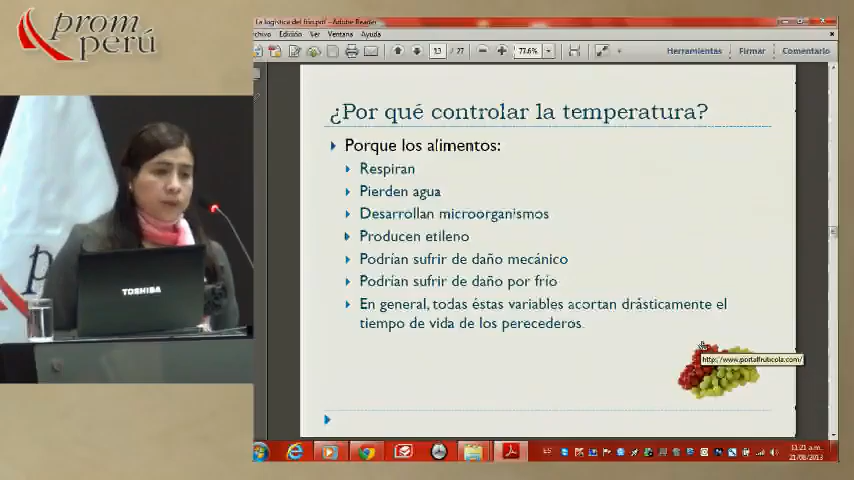 prom
perú
La logística del frío.pdf - Adobe Reader
Archivo Edición Ver Ventana Ayuda
13 / 27 77.6% Herramientas Firmar Comentario
¿Por qué controlar la temperatura?
Porque los alimentos:
Respiran
Pierden agua
Desarrollan microorganismos
Producen etileno
Podrían sufrir de daño mecánico
Podrían sufrir de daño por frío
En general, todas éstas variables acortan drásticamente el
tiempo de vida de los perecederos.
http://www.portalfruticola.com/
TOSHIBA
ES
11:21 a.m.
21/08/2013